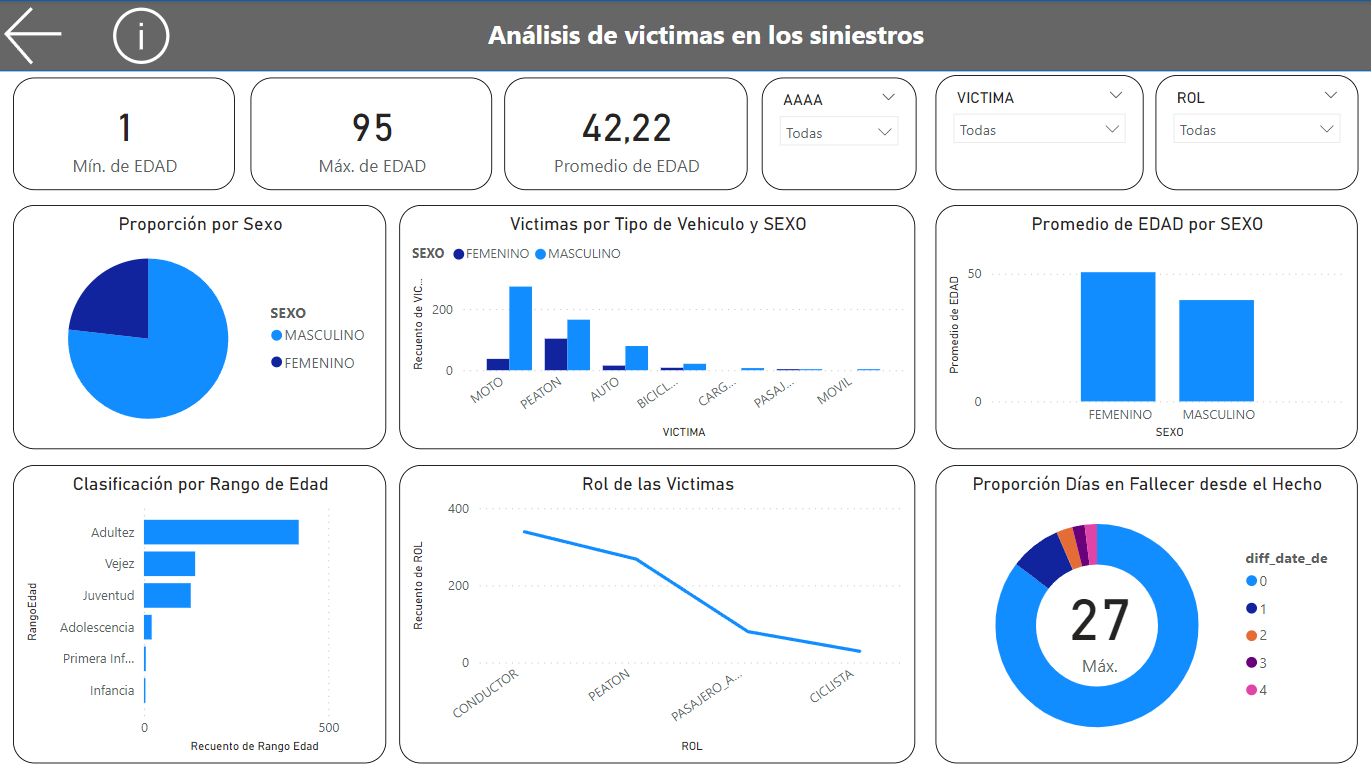 i
Análisis de victimas en los siniestros
1
Mín. de EDAD
95
Máx. de EDAD
42,22
Promedio de EDAD
AAAA
Todas
VICTIMA
Todas
ROL
Todas
Proporción por Sexo
SEXO
MASCULINO
FEMENINO
Victimas por Tipo de Vehiculo y SEXO
SEXO FEMENINO MASCULINO
Recuento de VIC...
200
0
MOTO
PEATON
AUTO
BICICL...
CARG...
PASAJ...
MOVIL
VICTIMA
Promedio de EDAD por SEXO
Promedio de EDAD
50
0
FEMENINO
MASCULINO
SEXO
Clasificación por Rango de Edad
RangoEdad
Adultez
Vejez
Juventud
Adolescencia
Primera Inf...
Infancia
0
500
Recuento de Rango Edad
Rol de las Victimas
Recuento de ROL
400
200
0
CONDUCTOR
PEATON
PASAJERO_A...
CICLISTA
ROL
Proporción Días en Fallecer desde el Hecho
27
Máx.
diff_date_de
0
1
2
3
4